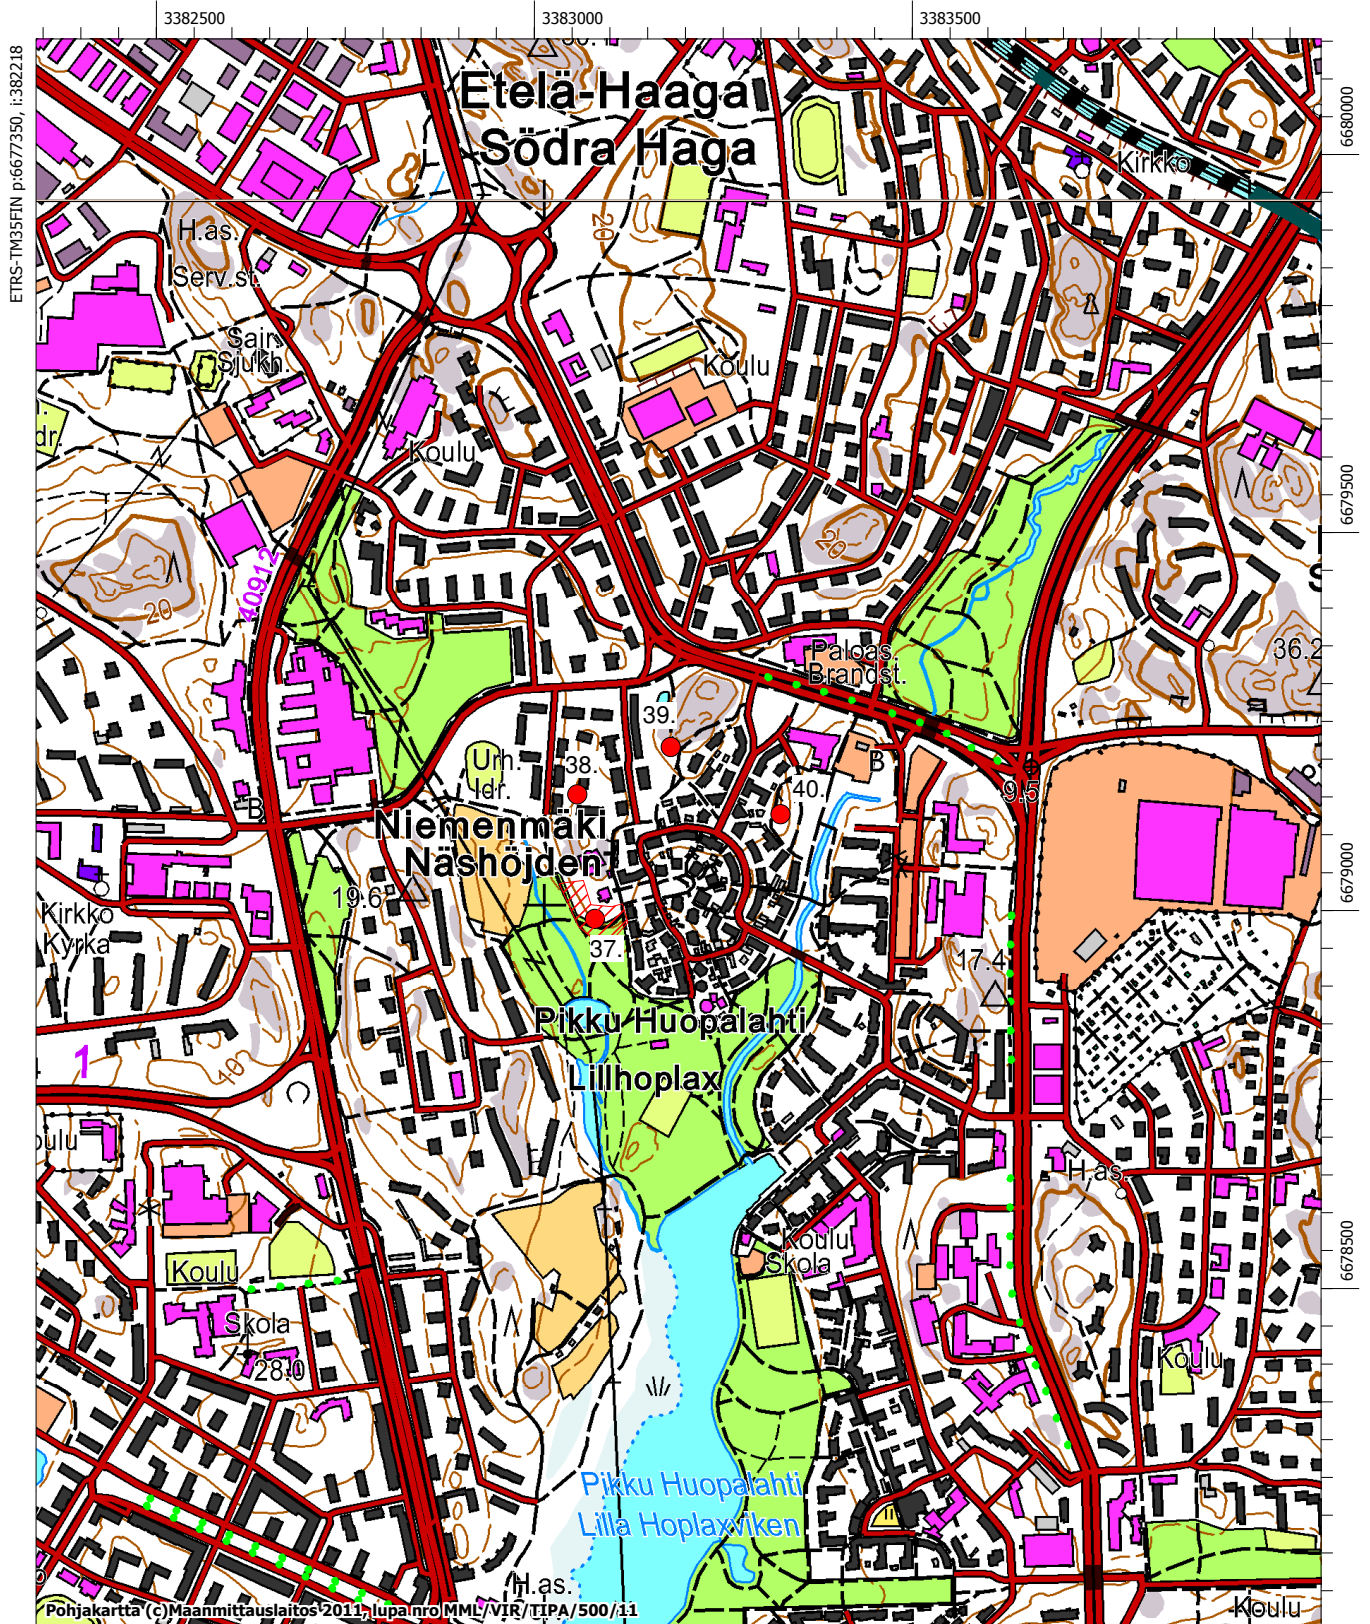 3382500
3383000
3383500
ETRS-TM35FIN p:6677350, i:382218
6680000
Etelä-Haaga
Södra Haga
Kirkko
20
H.as.
Serv.st.
Sair.
Sjukh.
Koulu
Koulu
dr.
6679500
20
40912
20
Paloas.
Brandst.
36.2
39.
Urh.
Idr.
38.
40.
B
B
9.5
Niemenmäki
Näshöjden
6679000
19.6
Kirkko
Kyrka
37.
17.4
Pikku Huopalahti
Lillhoplax
1
10
oulu
H.as.
Koulu
Skola
Koulu
Skola
28.0
6678500
Koulu
Pikku Huopalahti
Lilla Hoplaxviken
H.as.
Koulu
Pohjakartta (c)Maanmittauslaitos 2011, lupa nro MML/VIR/TIPA/500/11